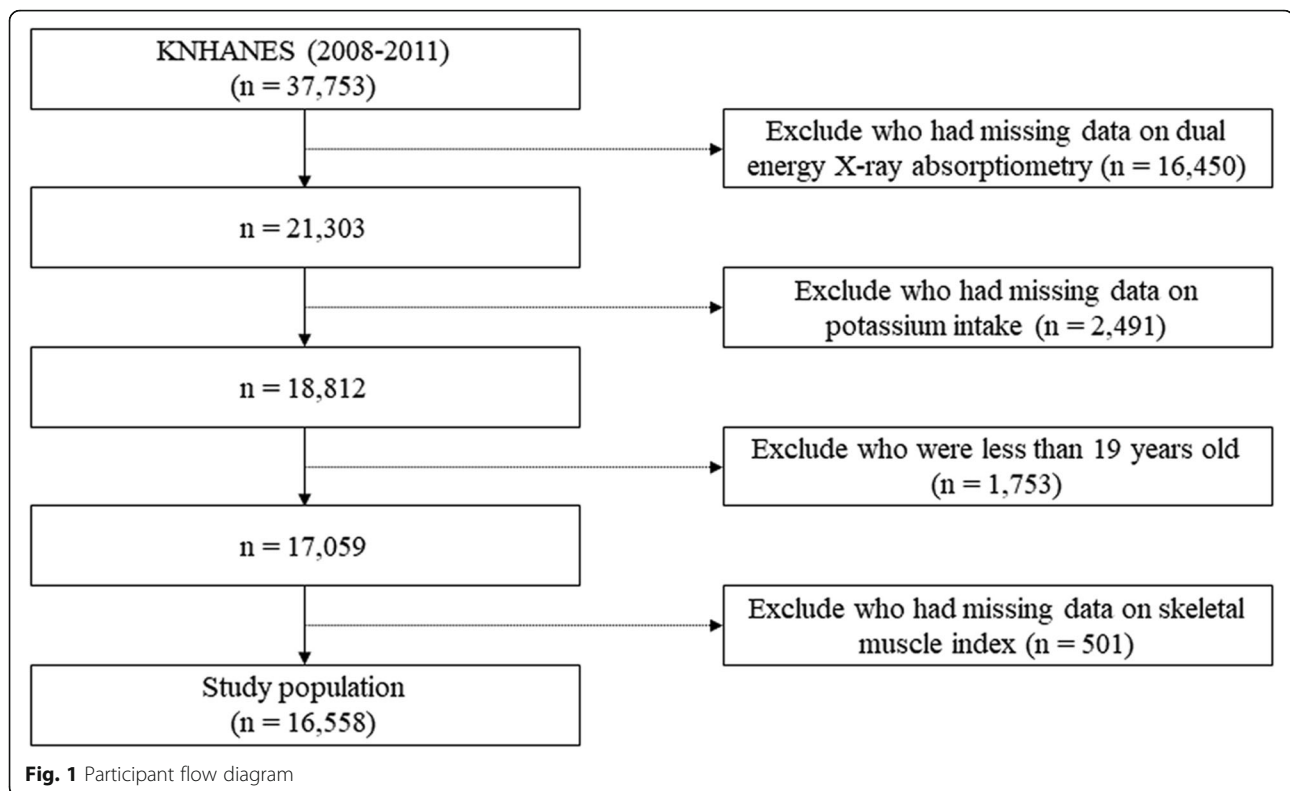 KNHANES (2008-2011)
(n = 37,753)
Exclude who had missing data on dual
energy X-ray absorptiometry (n = 16,450)
n = 21,303
Exclude who had missing data on
potassium intake (n = 2,491)
n = 18,812
Exclude who were less than 19 years old
(n = 1,753)
n = 17,059
Exclude who had missing data on skeletal
muscle index (n = 501)
Study population
(n = 16,558)
Fig. 1 Participant flow diagram